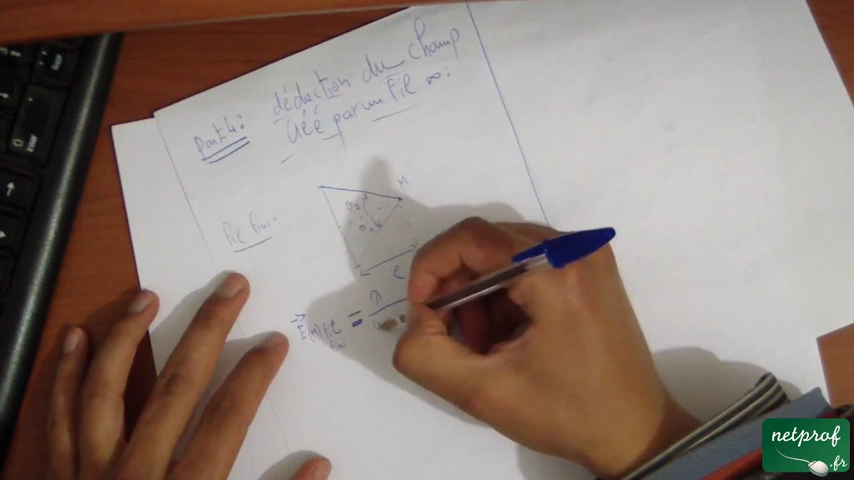 Part 4: déduction du champ
créé par un fil ∞:
fil fini:
M
e
E(M) fil = λ
fini
netprof
.fr